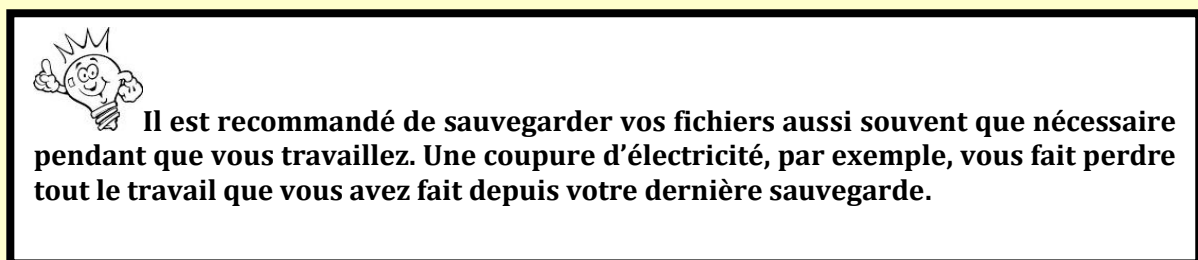 Il est recommandé de sauvegarder vos fichiers aussi souvent que nécessaire
pendant que vous travaillez. Une coupure d’électricité, par exemple, vous fait perdre
tout le travail que vous avez fait depuis votre dernière sauvegarde.